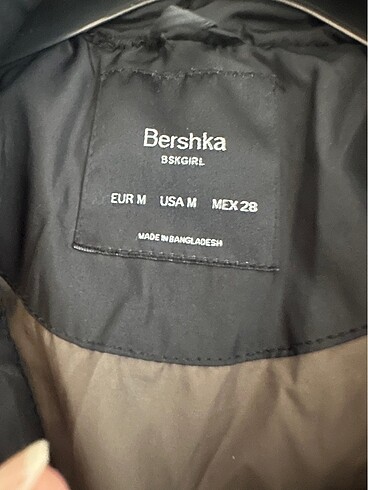 Bershka
BSKGIRL
EUR M USA M MEX 28
MADE IN BANGLADESH